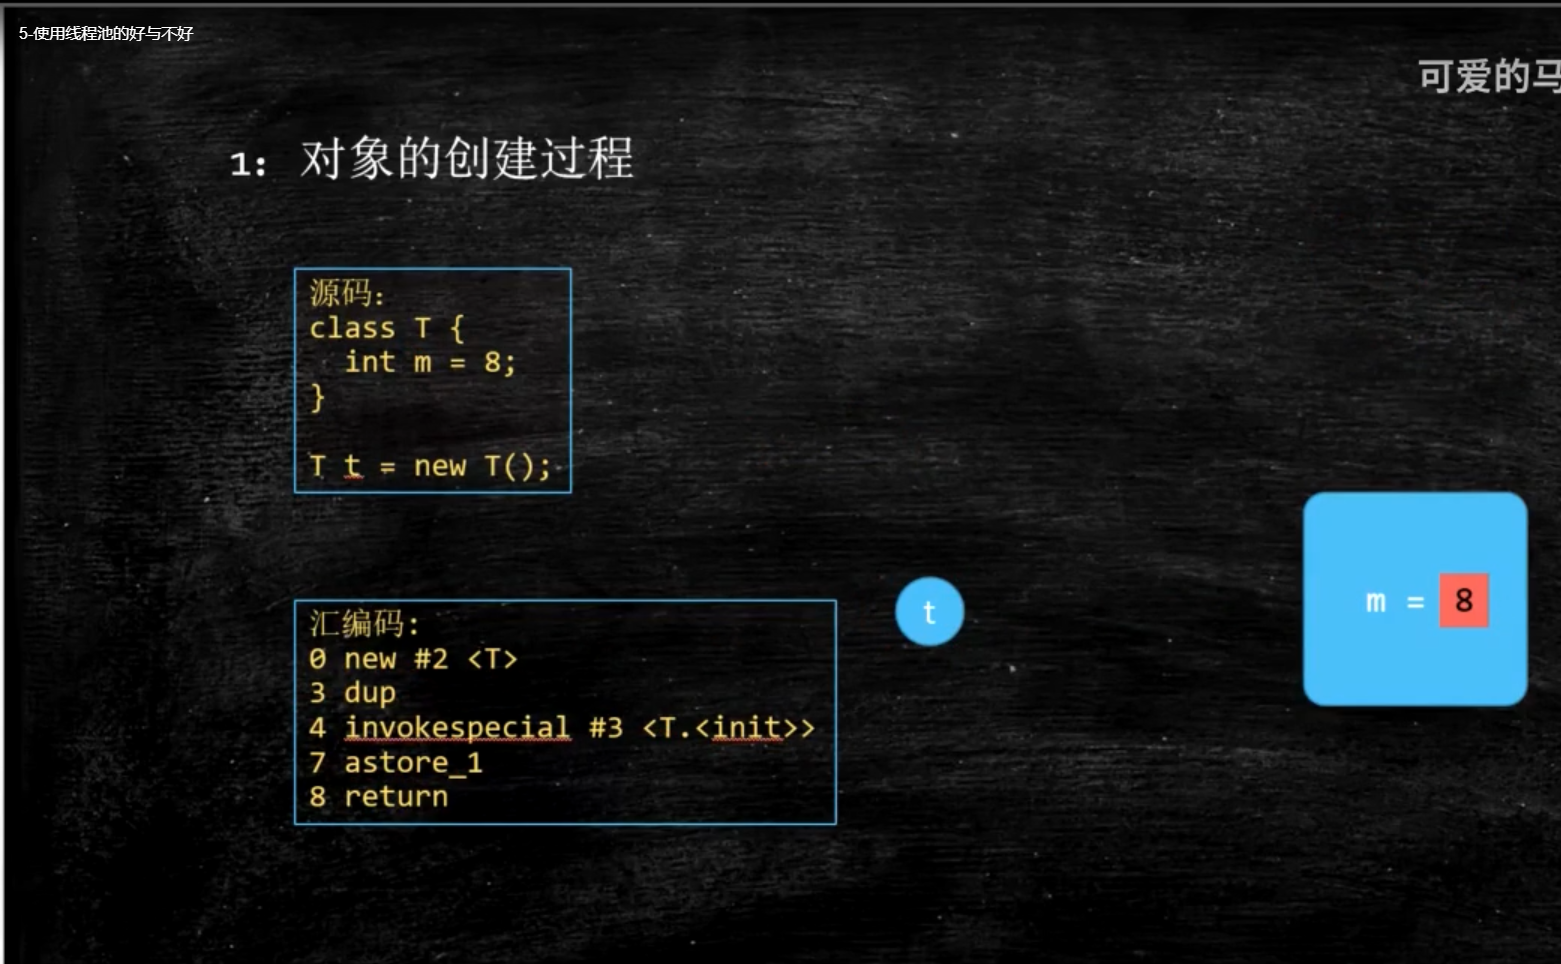 5-使用线程池的好与不好
可爱的马
1: 对象的创建过程
源码:
class T {
  int m = 8;
}
T t = new T();
汇编码:
0 new #2 <T>
3 dup
4 invokespecial #3 <T.<init>>
7 astore_1
8 return
t
m = 8